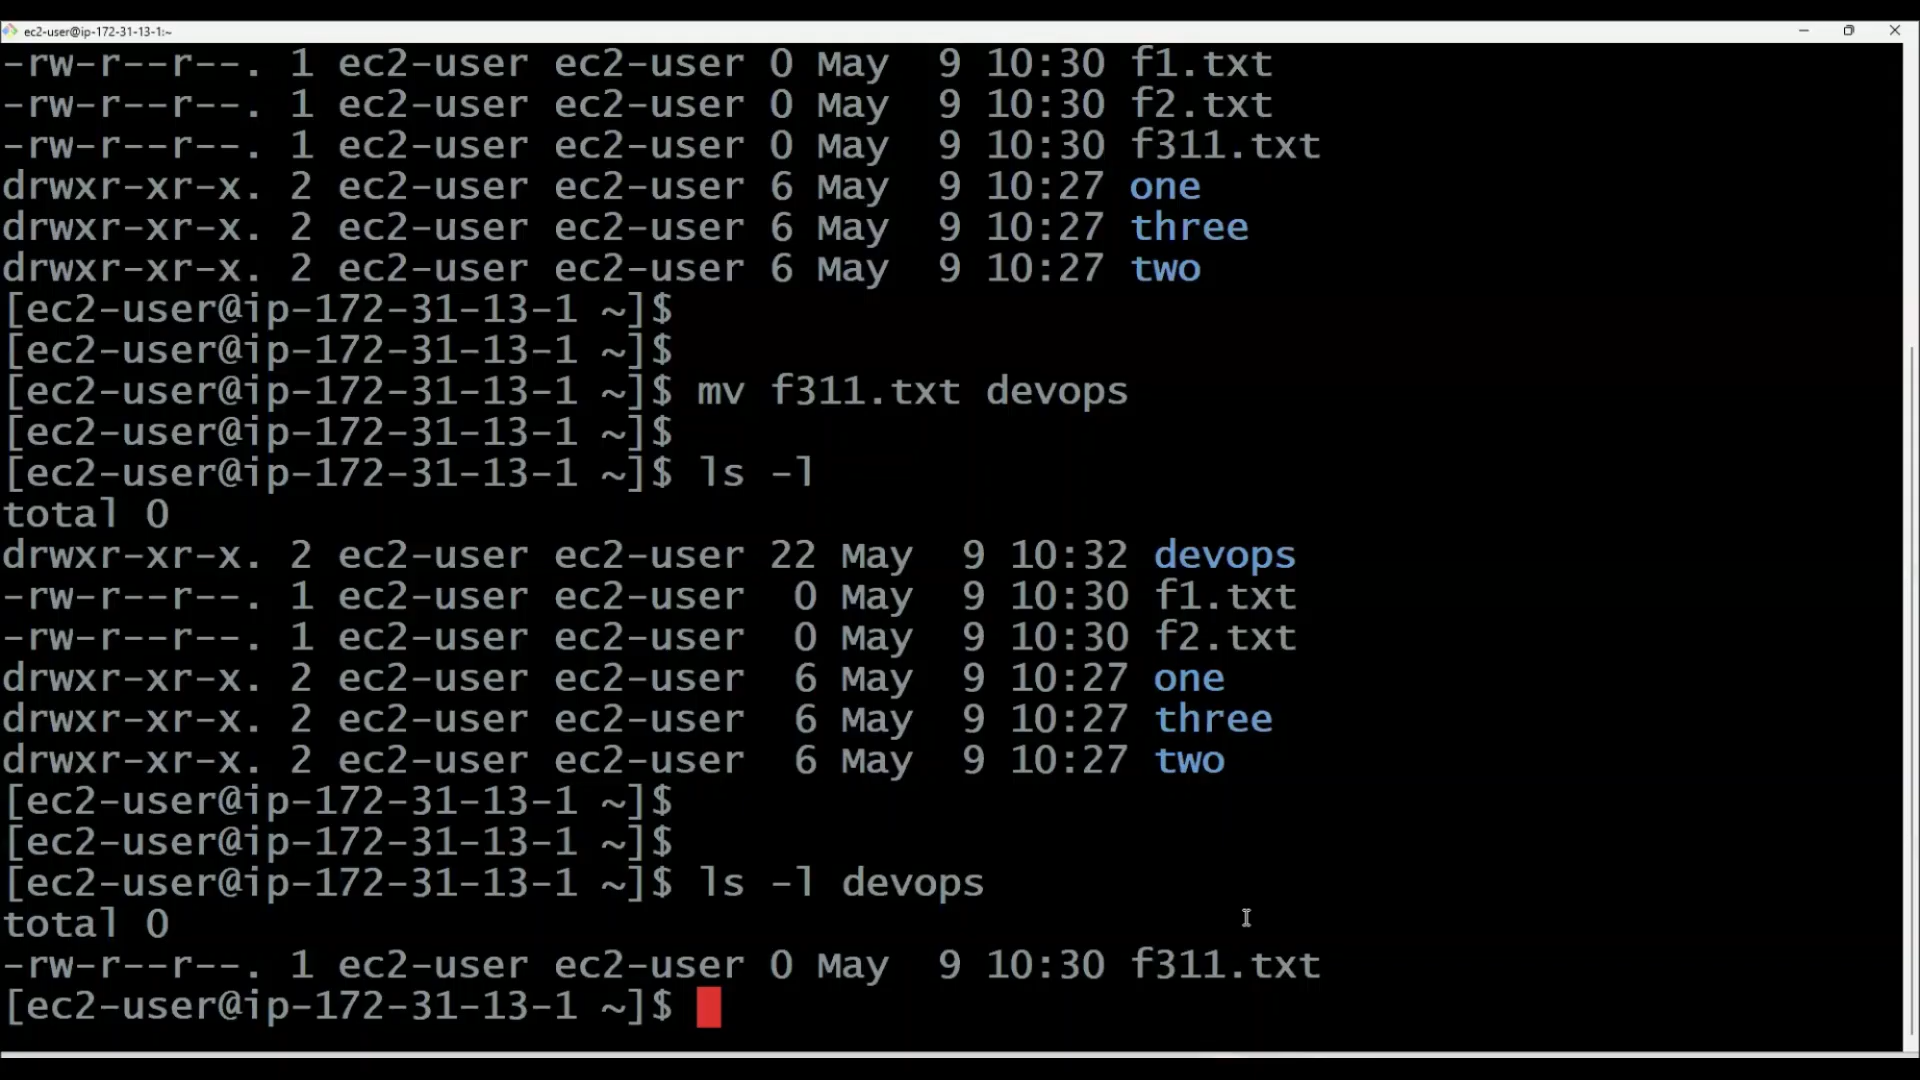 ec2-user@ip-172-31-13-1:~
-rw-r--r--. 1 ec2-user ec2-user 0 May  9 10:30 f1.txt
-rw-r--r--. 1 ec2-user ec2-user 0 May  9 10:30 f2.txt
-rw-r--r--. 1 ec2-user ec2-user 0 May  9 10:30 f311.txt
drwxr-xr-x. 2 ec2-user ec2-user 6 May  9 10:27 one
drwxr-xr-x. 2 ec2-user ec2-user 6 May  9 10:27 three
drwxr-xr-x. 2 ec2-user ec2-user 6 May  9 10:27 two
[ec2-user@ip-172-31-13-1 ~]$
[ec2-user@ip-172-31-13-1 ~]$
[ec2-user@ip-172-31-13-1 ~]$ mv f311.txt devops
[ec2-user@ip-172-31-13-1 ~]$
[ec2-user@ip-172-31-13-1 ~]$ ls -l
total 0
drwxr-xr-x. 2 ec2-user ec2-user 22 May  9 10:32 devops
-rw-r--r--. 1 ec2-user ec2-user  0 May  9 10:30 f1.txt
-rw-r--r--. 1 ec2-user ec2-user  0 May  9 10:30 f2.txt
drwxr-xr-x. 2 ec2-user ec2-user  6 May  9 10:27 one
drwxr-xr-x. 2 ec2-user ec2-user  6 May  9 10:27 three
drwxr-xr-x. 2 ec2-user ec2-user  6 May  9 10:27 two
[ec2-user@ip-172-31-13-1 ~]$
[ec2-user@ip-172-31-13-1 ~]$
[ec2-user@ip-172-31-13-1 ~]$ ls -l devops
total 0
-rw-r--r--. 1 ec2-user ec2-user 0 May  9 10:30 f311.txt
[ec2-user@ip-172-31-13-1 ~]$